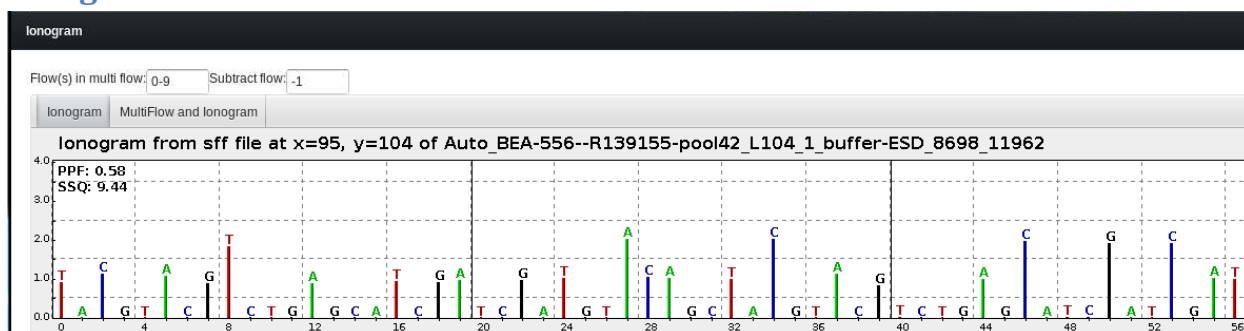 Ionogram
Flow(s) in multi flow: 0-9 Subtract flow: -1
Ionogram MultiFlow and Ionogram
Ionogram from sff file at x=95, y=104 of Auto_BEA-556--R139155-pool42_L104_1_buffer-ESD_8698_11962
4.0
PPF: 0.58
SSQ: 9.44
3.0
2.0 T A C C G C
1.0 T C A G A T G A G T C A T A G A A T
0.0 A G T C C T G G C A C T C A G T G C A G T C T C T G G A T C A T G
0 4 8 12 16 20 24 28 32 36 40 44 48 52 56